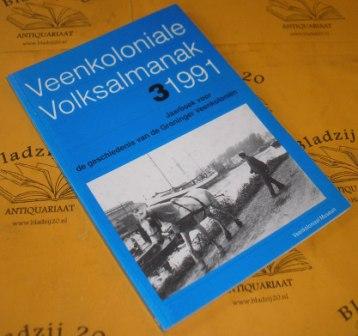 Veenkoloniale
Volksalmanak
3 1991
Jaarboek voor
de geschiedenis van de Groninger Veenkoloniën
Veenkoloniaal Museum
ANTIQUARIAAT
www.bladzij20.nl
Bladzij 20
ANTIQUARIAAT
www.bladzij20.nl
Bladzij 20
ANTIQUARIAAT
www.bladzij20.nl